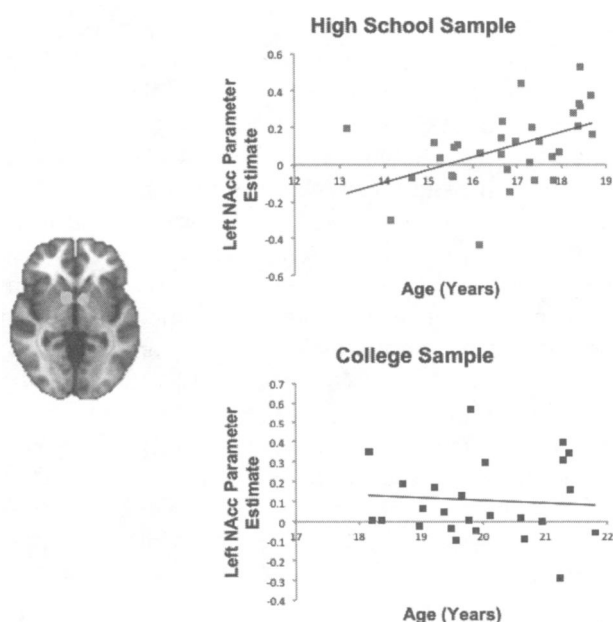 High School Sample
0.6
0.4
0.2
0
-0.2
-0.4
-0.6
12 13 14 15 16 17 18 19
Left NAcc Parameter
Estimate
Age (Years)
College Sample
0.7
0.6
0.5
0.4
0.3
0.2
0.1
0
-0.1
-0.2
-0.3
-0.4
17 18 19 20 21 22
Left NAcc Parameter
Estimate
Age (Years)